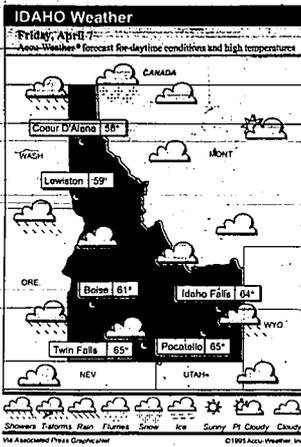 IDAHO Weather
Friday, April 7
Accu-Weather® forecast for daytime conditions and high temperatures
CANADA
Coeur D'Alene 58°
WASH
MONT
Lewiston 59°
ORE.
Boise 61°
Idaho Falls 64°
WYO
Twin Falls 65°
Pocatello 65°
NEV
UTAH
Showers T-storms Rain Flurries Snow Ice Sunny Pt. Cloudy Cloudy
Via Associated Press GraphicsNet
©1995 Accu-Weather, Inc.